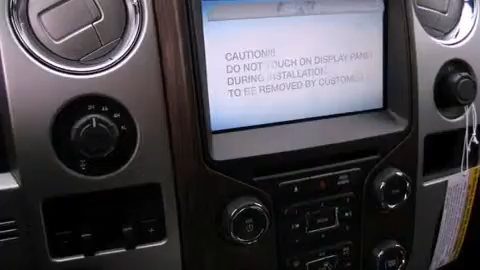 CAUTION!!!
DO NOT TOUCH ON DISPLAY PANEL
DURING INSTALLATION.
TO BE REMOVED BY CUSTOMER